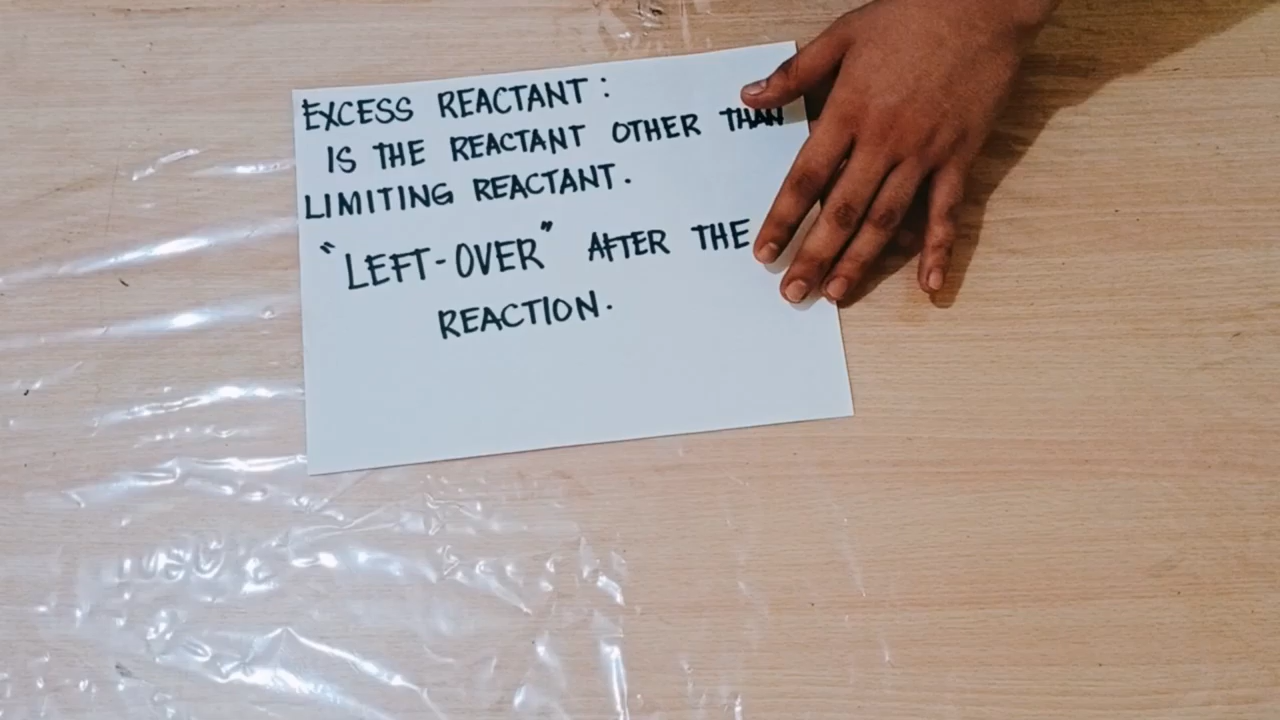 EXCESS REACTANT:
IS THE REACTANT OTHER THAN
LIMITING REACTANT.
"LEFT-OVER" AFTER THE
REACTION.